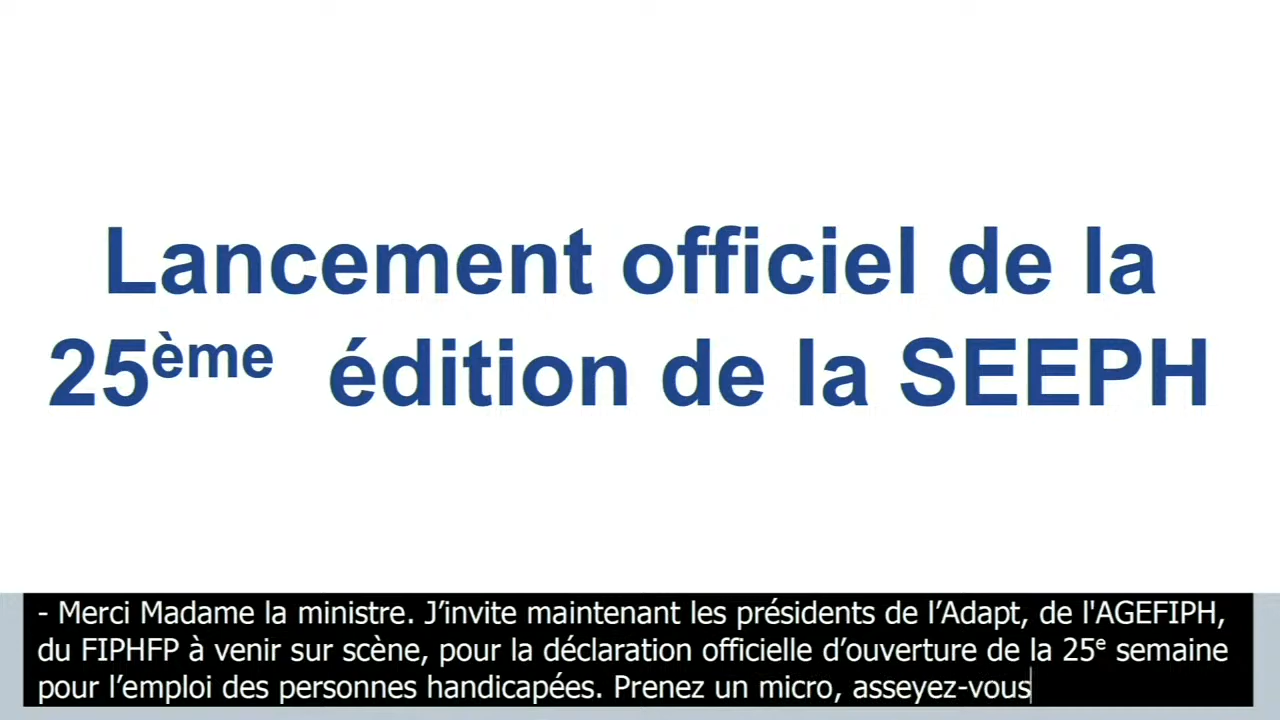 Lancement officiel de la
25ème édition de la SEEPH
- Merci Madame la ministre. J’invite maintenant les présidents de l’Adapt, de l'AGEFIPH,
du FIPHFP à venir sur scène, pour la déclaration officielle d’ouverture de la 25e semaine
pour l’emploi des personnes handicapées. Prenez un micro, asseyez-vous